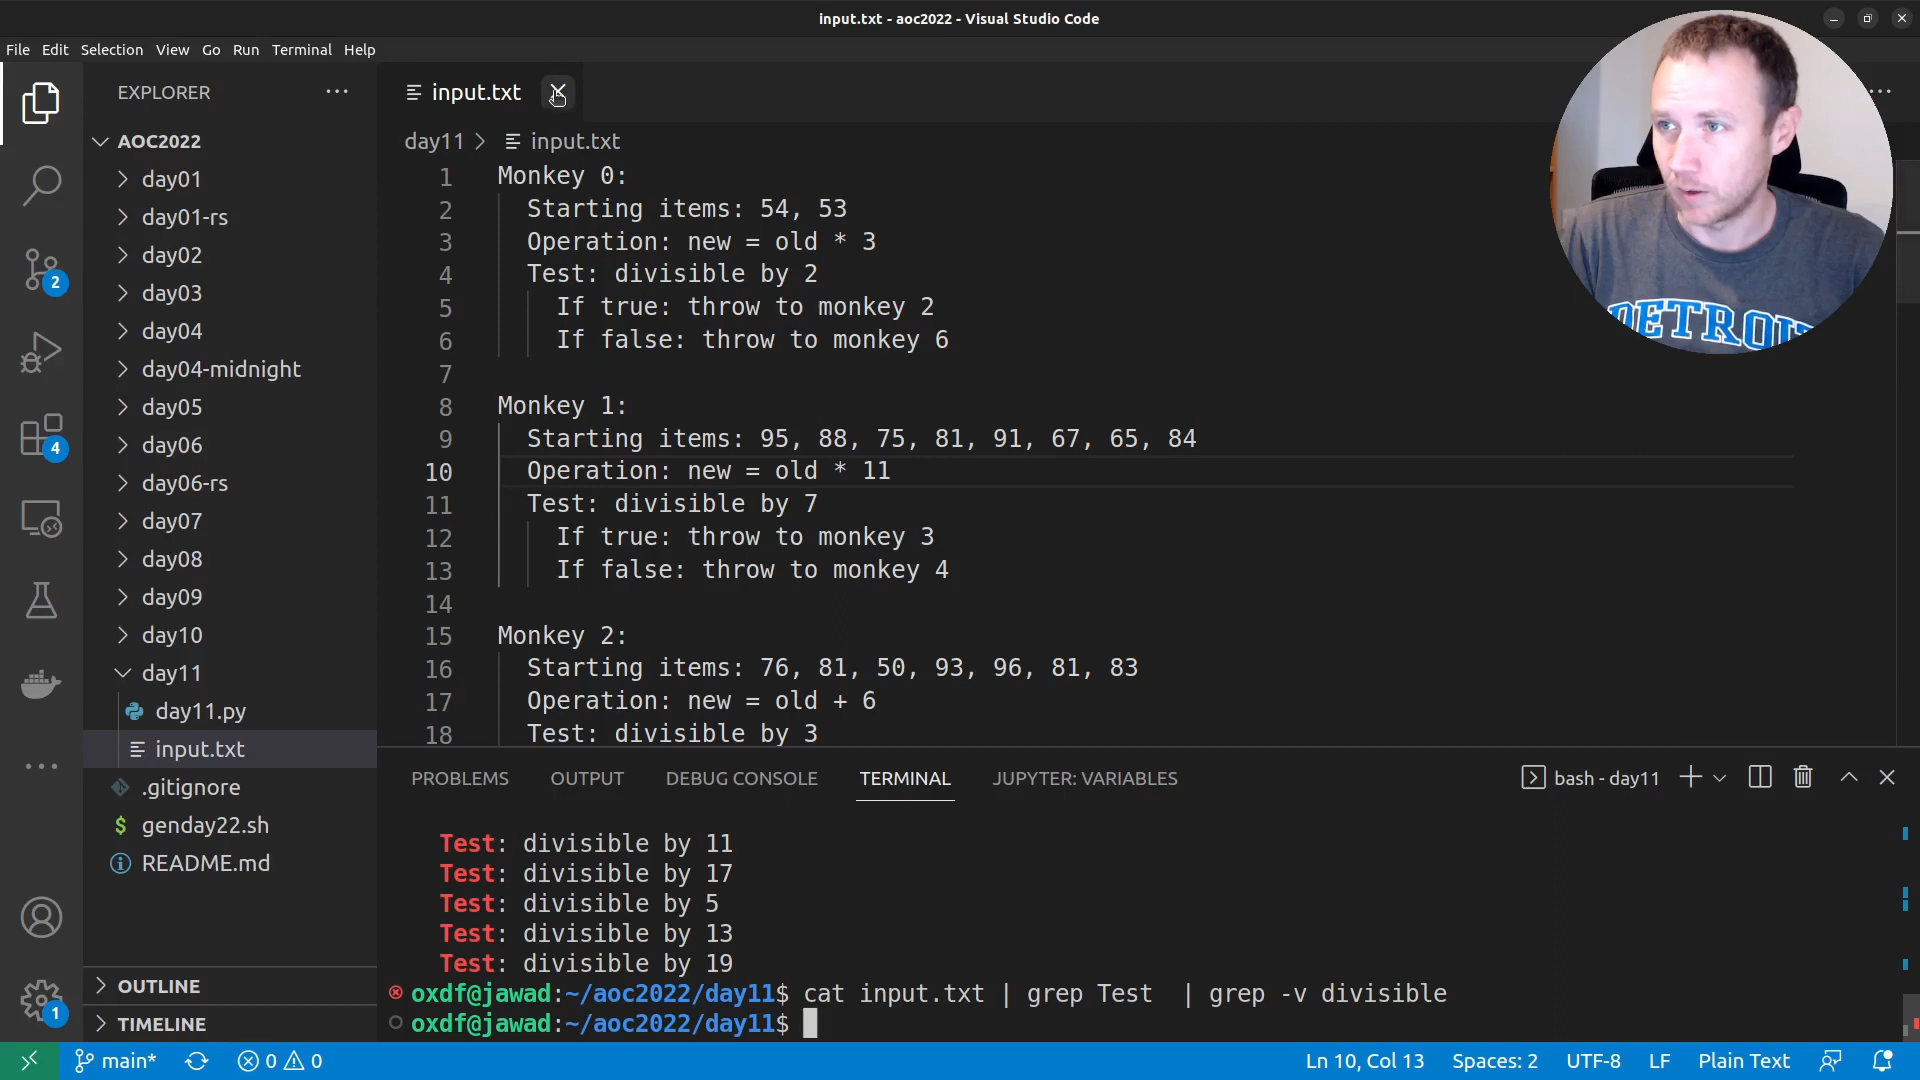 input.txt - aoc2022 - Visual Studio Code
File Edit Selection View Go Run Terminal Help
EXPLORER
AOC2022
day01
day01-rs
day02
day03
day04
day04-midnight
day05
day06
day06-rs
day07
day08
day09
day10
day11
day11.py
input.txt
.gitignore
$ genday22.sh
README.md
OUTLINE
TIMELINE
2
4
1
input.txt
day11 > input.txt
1 Monkey 0:
2 Starting items: 54, 53
3 Operation: new = old * 3
4 Test: divisible by 2
5 If true: throw to monkey 2
6 If false: throw to monkey 6
7
8 Monkey 1:
9 Starting items: 95, 88, 75, 81, 91, 67, 65, 84
10 Operation: new = old * 11
11 Test: divisible by 7
12 If true: throw to monkey 3
13 If false: throw to monkey 4
14
15 Monkey 2:
16 Starting items: 76, 81, 50, 93, 96, 81, 83
17 Operation: new = old + 6
18 Test: divisible by 3
DETROIT
PROBLEMS OUTPUT DEBUG CONSOLE TERMINAL JUPYTER: VARIABLES bash - day11
Test: divisible by 11
Test: divisible by 17
Test: divisible by 5
Test: divisible by 13
Test: divisible by 19
oxdf@jawad:~/aoc2022/day11$ cat input.txt | grep Test  | grep -v divisible
oxdf@jawad:~/aoc2022/day11$
main* 0 0 Ln 10, Col 13 Spaces: 2 UTF-8 LF Plain Text